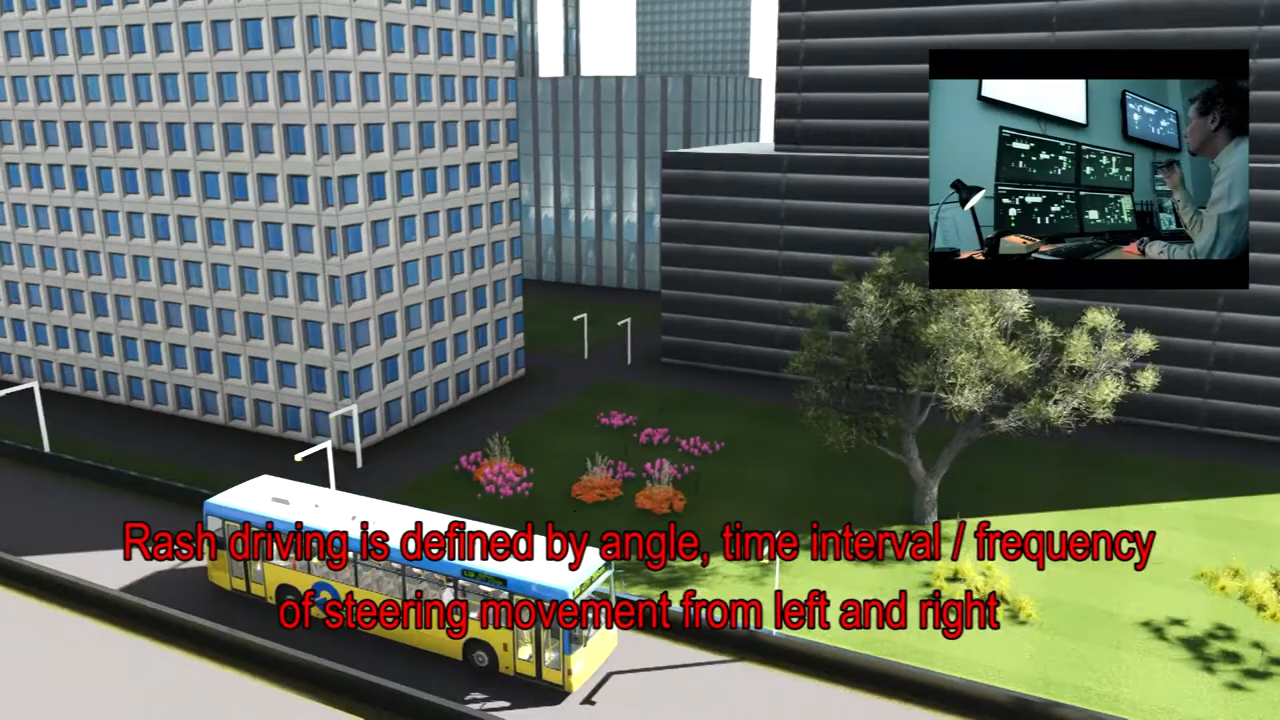 Rash driving is defined by angle, time interval / frequency
of steering movement from left and right